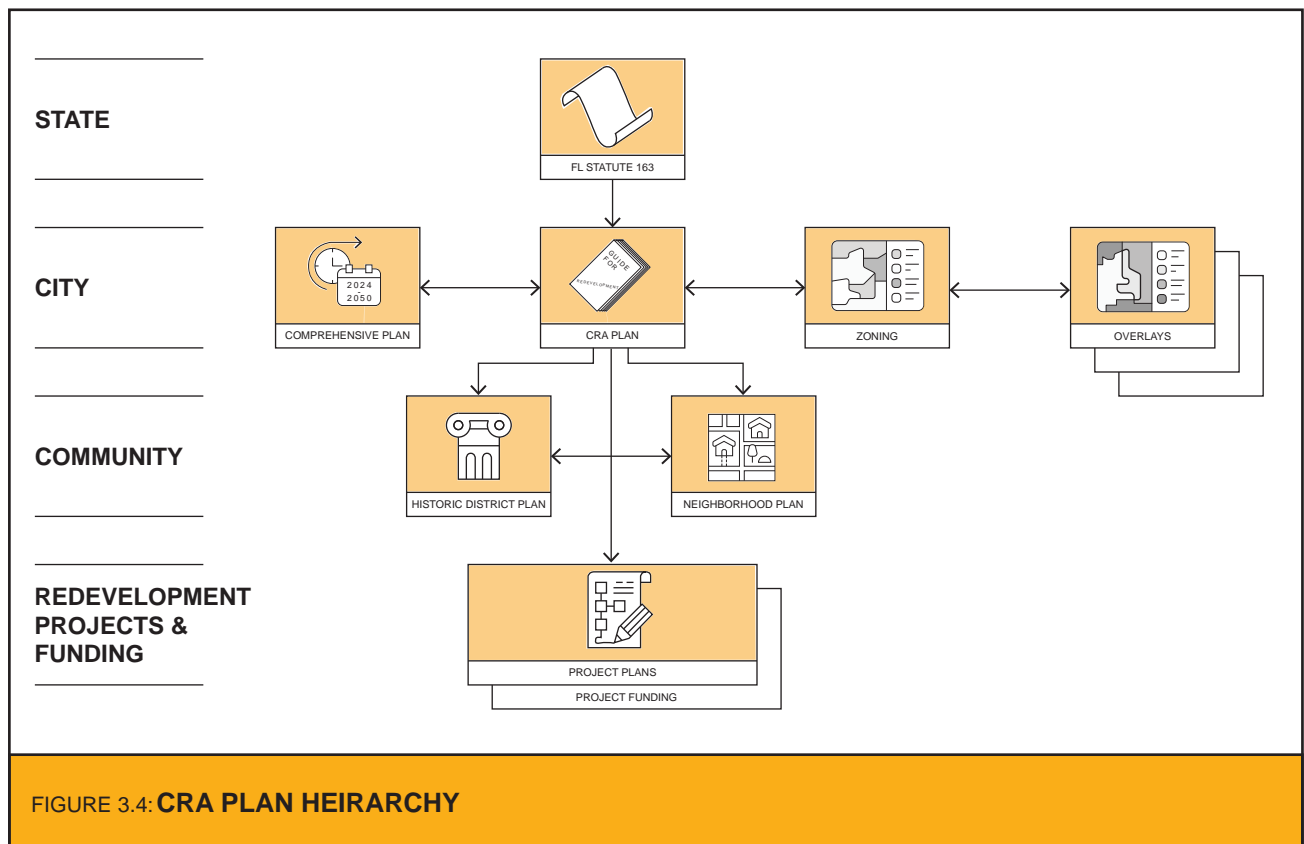 STATE
FL STATUTE 163
CITY
2024
-
2050
COMPREHENSIVE PLAN
GUIDE
FOR
REDEVELOPMENT
CRA PLAN
ZONING
OVERLAYS
COMMUNITY
HISTORIC DISTRICT PLAN
NEIGHBORHOOD PLAN
REDEVELOPMENT
PROJECTS &
FUNDING
PROJECT PLANS
PROJECT FUNDING
FIGURE 3.4: CRA PLAN HEIRARCHY